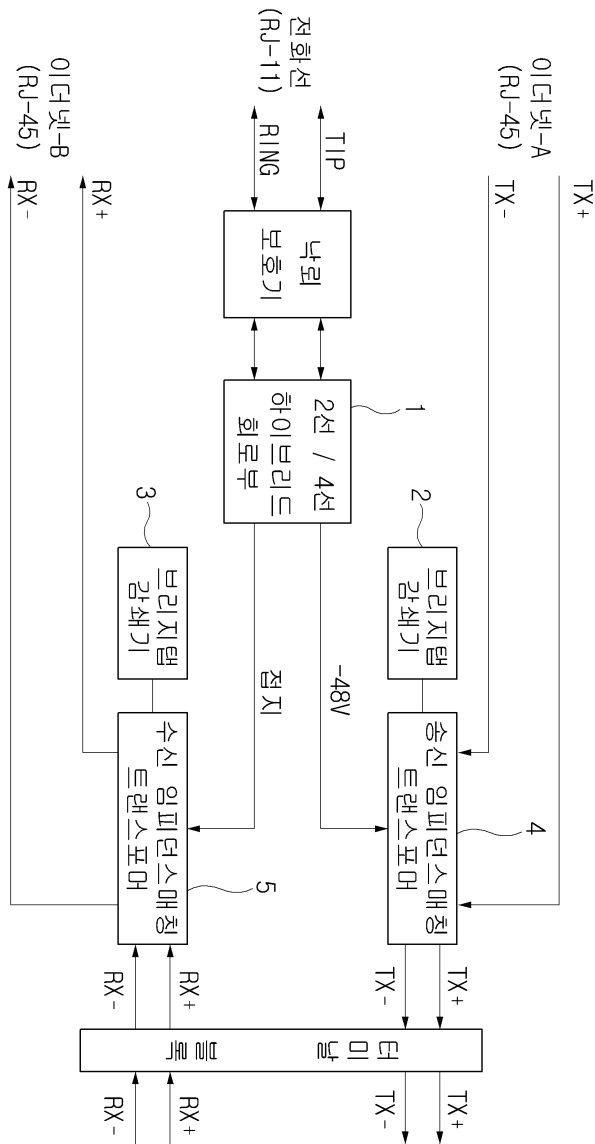 TX+
이더넷-A
(RJ-45)
TX-
2
브리지탭
감쇄기
송신 임피던스매칭
트랜스포머
4
TX+
TX-
TX+
TX-
1
전화선
(RJ-11)
TIP
RING
낙뢰
보호기
2선 / 4선
하이브리드
회로부
-48V
접지
터미날
블록
3
브리지탭
감쇄기
수신 임피던스매칭
트랜스포머
5
RX+
RX-
RX+
RX-
RX+
이더넷-B
(RJ-45)
RX-